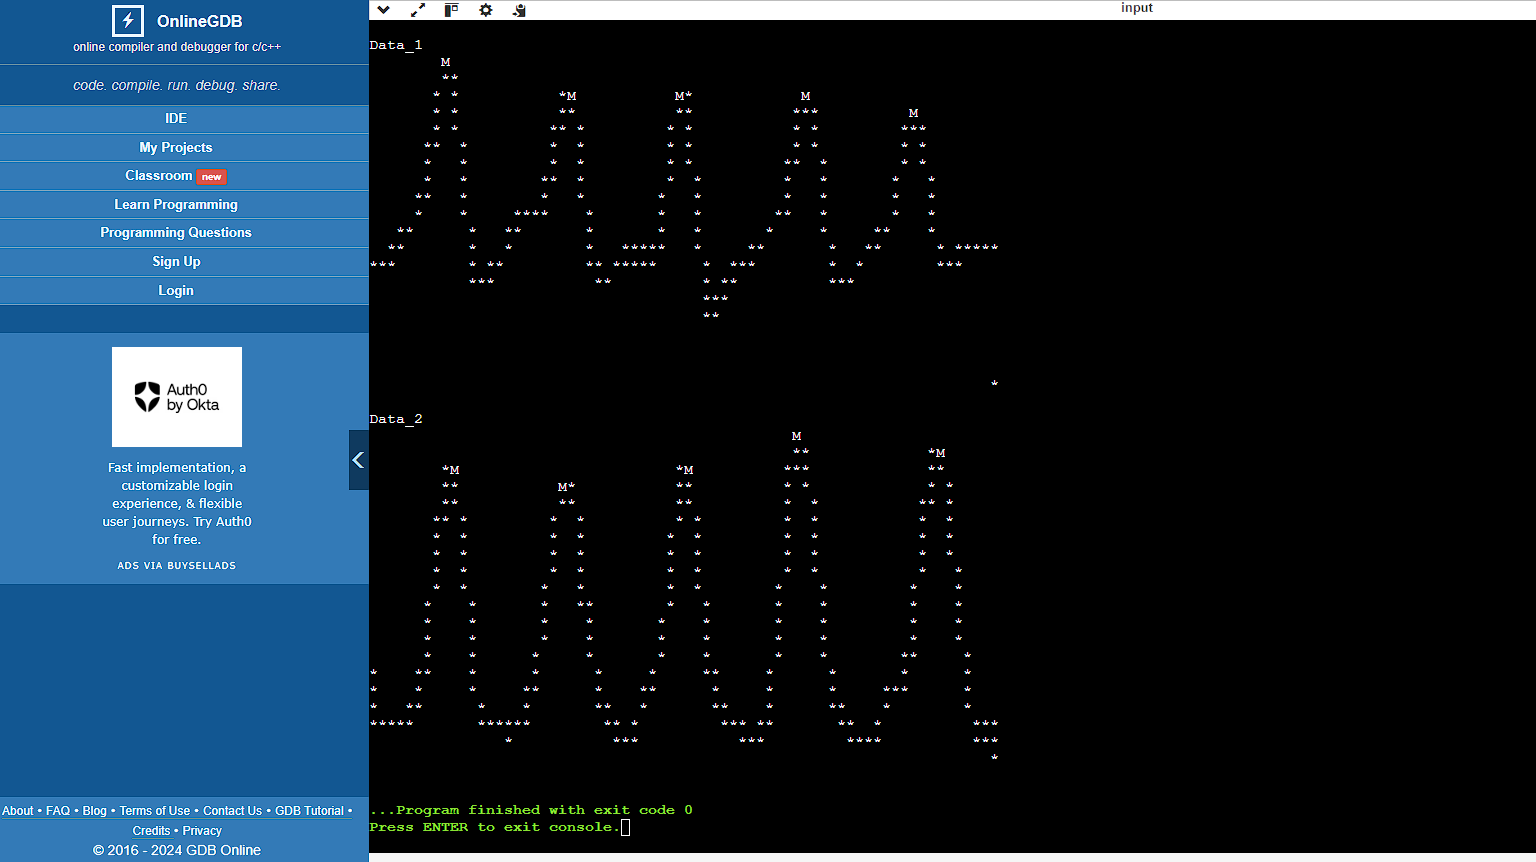 OnlineGDB
online compiler and debugger for c/c++
code. compile. run. debug. share.
IDE
My Projects
Classroom new
Learn Programming
Programming Questions
Sign Up
Login
Auth0
by Okta
Fast implementation, a
customizable login
experience, & flexible
user journeys. Try Auth0
for free.
ADS VIA BUYSELLADS
About • FAQ • Blog • Terms of Use • Contact Us • GDB Tutorial •
Credits • Privacy
© 2016 - 2024 GDB Online
input
Data_1
        M
        **
       * *           *M           M*            M
       * *           **            **          ***          M
       * *          ** *          * *          * *         ***
      **  *         *  *          * *          * *         * *
      *   *         *  *          * *         **  *        * *
      *   *        **  *          *  *        *   *       *   *
     **   *        *   *         *   *        *   *       *   *
     *    *     ****    *        *   *       **   *       *   *
   **      *   **       *        *   *      *     *     **    *
  **       *   *        *   *****    *     **       *   **       * *****
***        * **         ** *****     *  ***        *  *        ***
           ***           **          * **          ***
                                     ***
                                     **
                                                                     *
Data_2
                                               M
                                               **             *M
        *M                        *M          ***             **
        **           M*           **          * *             * *
        **           **           **          *  *           ** *
       ** *         *  *          * *         *  *           *  *
       *  *         *  *         *  *         *  *           *  *
       *  *         *  *         *  *         *  *           *  *
       *  *         *  *         *  *         *  *           *   *
       *  *        *   *         *  *        *    *         *    *
      *    *       *   **        *   *       *    *         *    *
      *    *       *    *       *    *       *    *         *    *
      *    *       *    *       *    *       *    *         *    *
      *    *      *     *       *    *       *    *        **     *
*    **    *      *      *     *     **     *      *       *      *
*    *     *     **      *    **      *     *      *     ***      *
*   **      *    *       **   *       **    *      **    *        *
*****       ******        ** *         *** **       **  *          ***
               *           ***           ***         ****          ***
                                                                     *
...Program finished with exit code 0
Press ENTER to exit console.